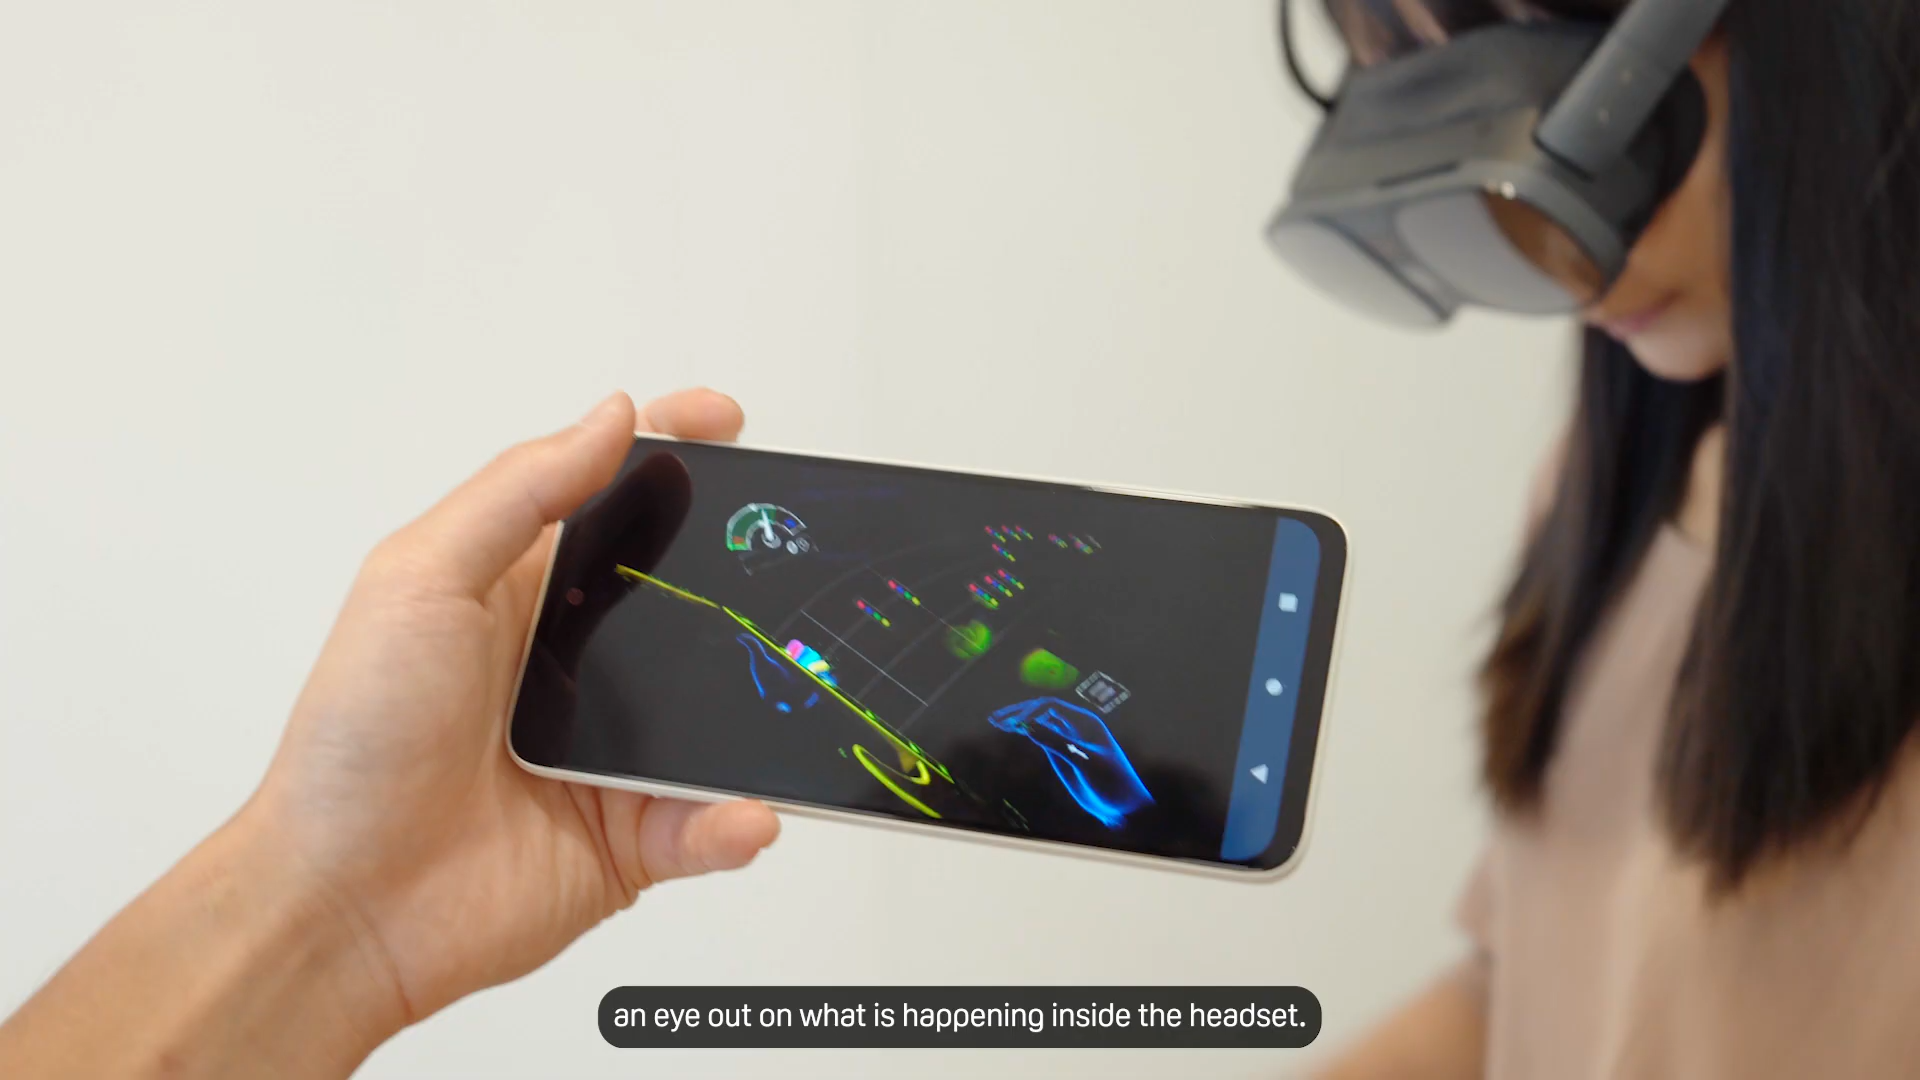 an eye out on what is happening inside the headset.